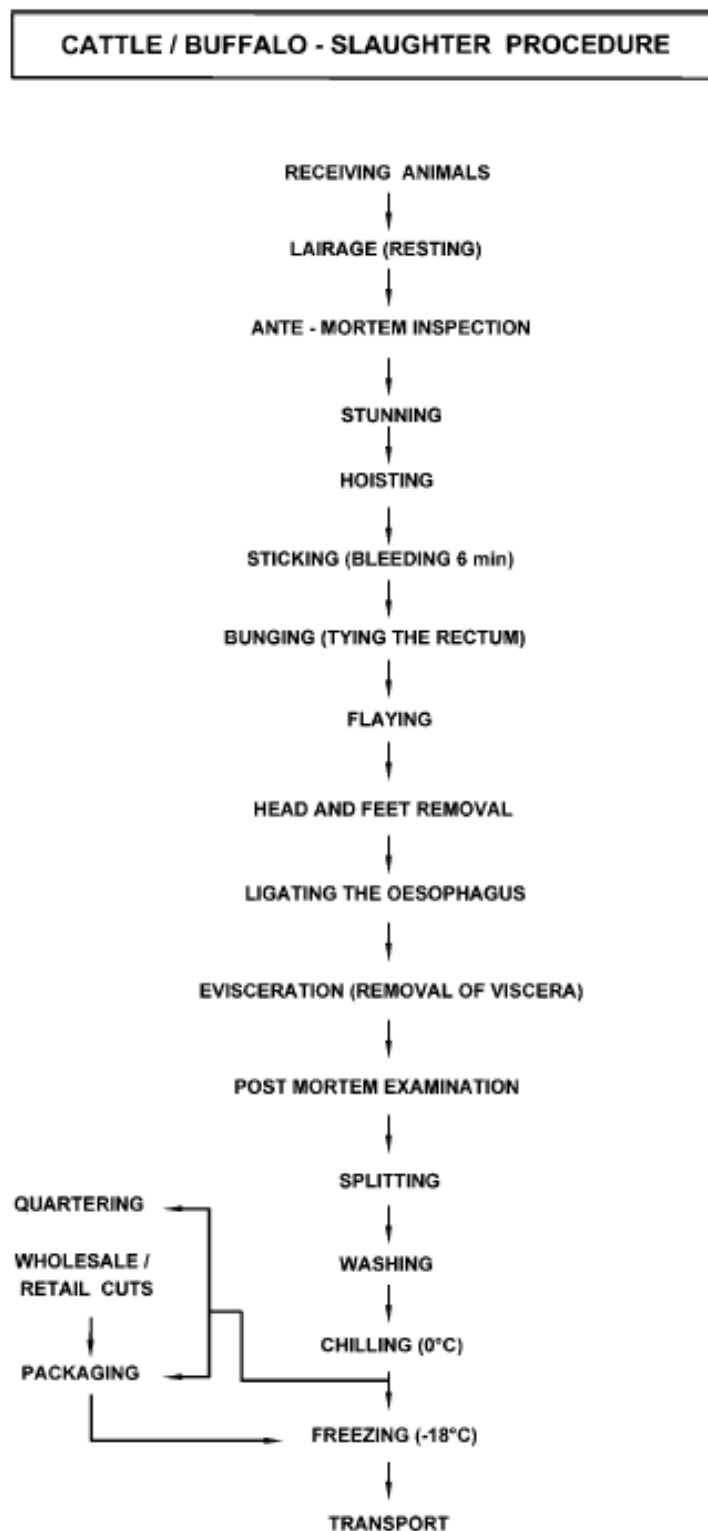 CATTLE / BUFFALO - SLAUGHTER PROCEDURE
RECEIVING ANIMALS
LAIRAGE (RESTING)
ANTE - MORTEM INSPECTION
STUNNING
HOISTING
STICKING (BLEEDING 6 min)
BUNGING (TYING THE RECTUM)
FLAYING
HEAD AND FEET REMOVAL
LIGATING THE OESOPHAGUS
EVISCERATION (REMOVAL OF VISCERA)
POST MORTEM EXAMINATION
SPLITTING
QUARTERING
WASHING
WHOLESALE /
RETAIL CUTS
CHILLING (0°C)
PACKAGING
FREEZING (-18°C)
TRANSPORT